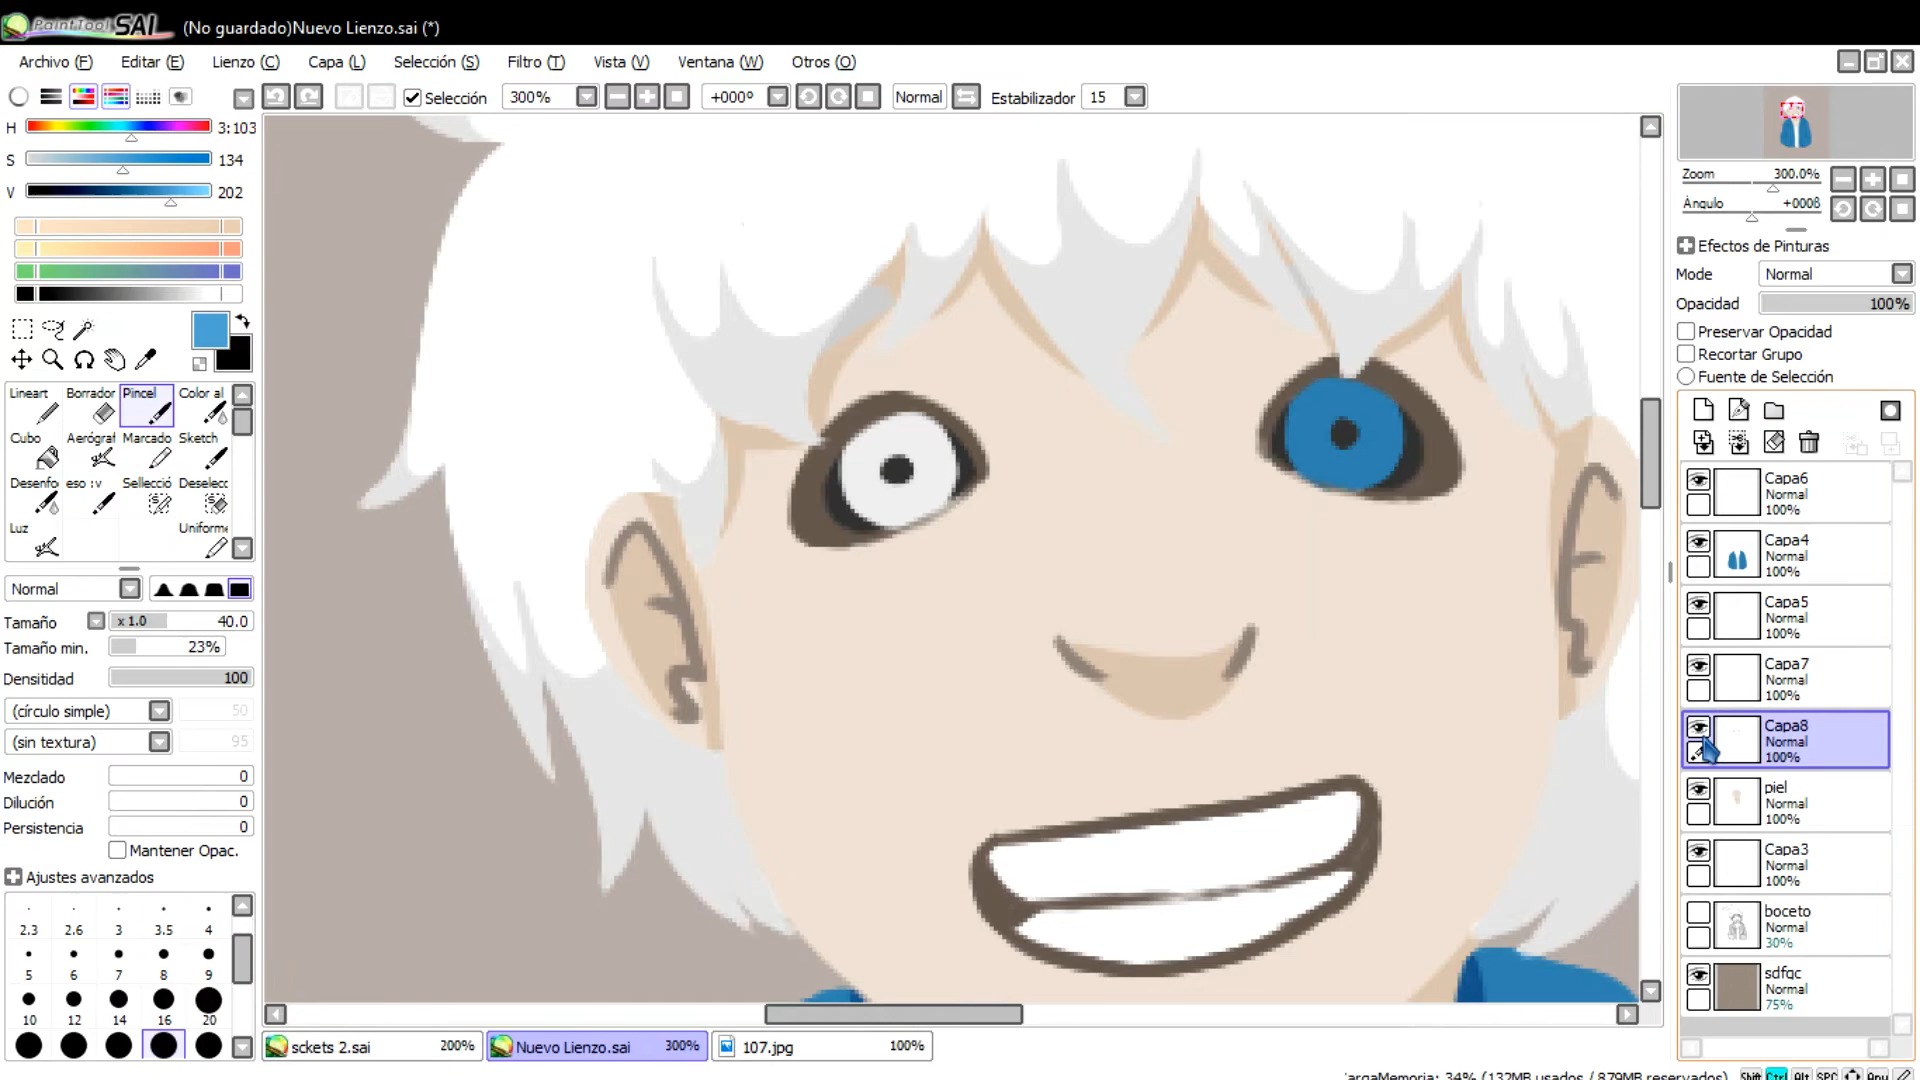 PaintTool SAI (No guardado)Nuevo Lienzo.sai (*)
Archivo (F) Editar (E) Lienzo (C) Capa (L) Selección (S) Filtro (T) Vista (V) Ventana (W) Otros (O)
Selección 300% +000º Normal Estabilizador 15
H 3:103
S 134
V 202
Lineart Borrador Pincel Color al
Cubo Aerógraf Marcado Sketch
Desenfo eso :v Sellecció Deselecc
Luz Uniforme
Normal
Tamaño x 1.0 40.0
Tamaño min. 23%
Densitidad 100
(círculo simple) 50
(sin textura) 95
Mezclado 0
Dilución 0
Persistencia 0
Mantener Opac.
Ajustes avanzados
2.3 2.6 3 3.5 4
5 6 7 8 9
10 12 14 16 20
sckets 2.sai 200% Nuevo Lienzo.sai 300% 107.jpg 100%
Zoom 300.0%
Ángulo +0008
Efectos de Pinturas
Mode Normal
Opacidad 100%
Preservar Opacidad
Recortar Grupo
Fuente de Selección
Capa6
Normal
100%
Capa4
Normal
100%
Capa5
Normal
100%
Capa7
Normal
100%
Capa8
Normal
100%
piel
Normal
100%
Capa3
Normal
100%
boceto
Normal
30%
sdfgc
Normal
75%
argaMemoria: 34% (132MB usados / 879MB reservados) Shift Ctrl Alt SPC Any